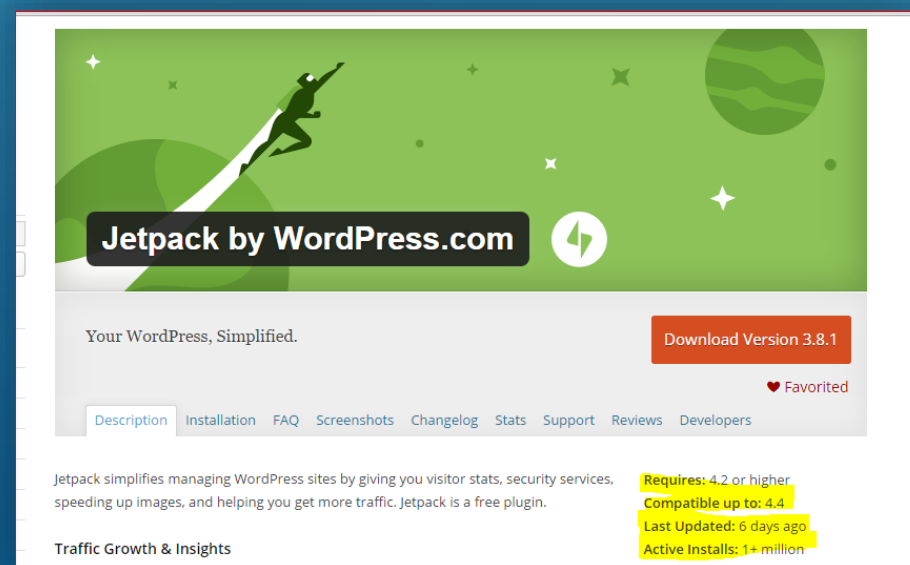 Jetpack by WordPress.com
Your WordPress, Simplified.
Download Version 3.8.1
Favorited
Description Installation FAQ Screenshots Changelog Stats Support Reviews Developers
Jetpack simplifies managing WordPress sites by giving you visitor stats, security services,
speeding up images, and helping you get more traffic. Jetpack is a free plugin.
Traffic Growth & Insights
Requires: 4.2 or higher
Compatible up to: 4.4
Last Updated: 6 days ago
Active Installs: 1+ million